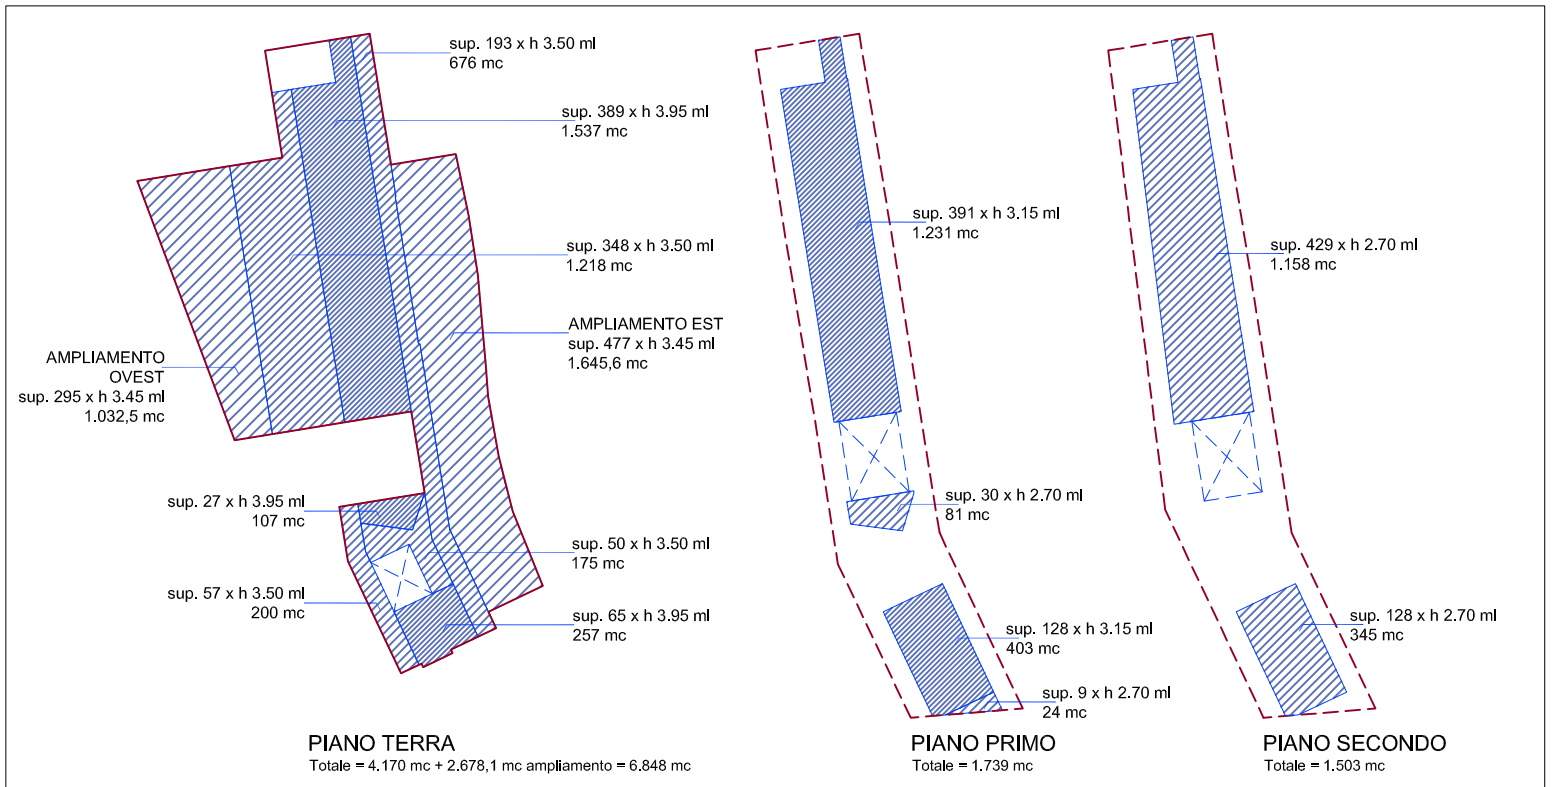 sup. 193 x h 3.50 ml
676 mc
sup. 389 x h 3.95 ml
1.537 mc
sup. 348 x h 3.50 ml
1.218 mc
AMPLIAMENTO EST
sup. 477 x h 3.45 ml
1.645,6 mc
AMPLIAMENTO
OVEST
sup. 295 x h 3.45 ml
1.032,5 mc
sup. 27 x h 3.95 ml
107 mc
sup. 50 x h 3.50 ml
175 mc
sup. 57 x h 3.50 ml
200 mc
sup. 65 x h 3.95 ml
257 mc
PIANO TERRA
Totale = 4.170 mc + 2.678,1 mc ampliamento = 6.848 mc
sup. 391 x h 3.15 ml
1.231 mc
sup. 30 x h 2.70 ml
81 mc
sup. 128 x h 3.15 ml
403 mc
sup. 9 x h 2.70 ml
24 mc
PIANO PRIMO
Totale = 1.739 mc
sup. 429 x h 2.70 ml
1.158 mc
sup. 128 x h 2.70 ml
345 mc
PIANO SECONDO
Totale = 1.503 mc